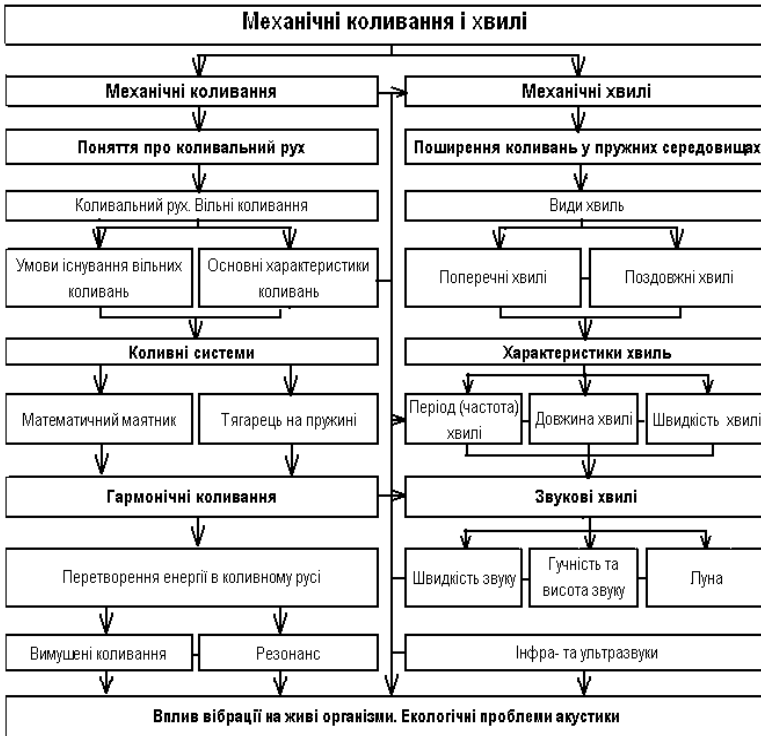 Механічні коливання і хвилі
Механічні коливання
Механічні хвилі
Поняття про коливальний рух
Поширення коливань у пружних середовищах
Коливальний рух. Вільні коливання
Види хвиль
Умови існування вільних
коливань
Основні характеристики
коливань
Поперечні хвилі
Поздовжні хвилі
Коливні системи
Характеристики хвиль
Математичний маятник
Тягарець на пружині
Період (частота)
хвилі
Довжина хвилі
Швидкість хвилі
Гармонічні коливання
Звукові хвилі
Перетворення енергії в коливному русі
Швидкість звуку
Гучність та
висота звуку
Луна
Вимушені коливання
Резонанс
Інфра- та ультразвуки
Вплив вібрації на живі організми. Екологічні проблеми акустики